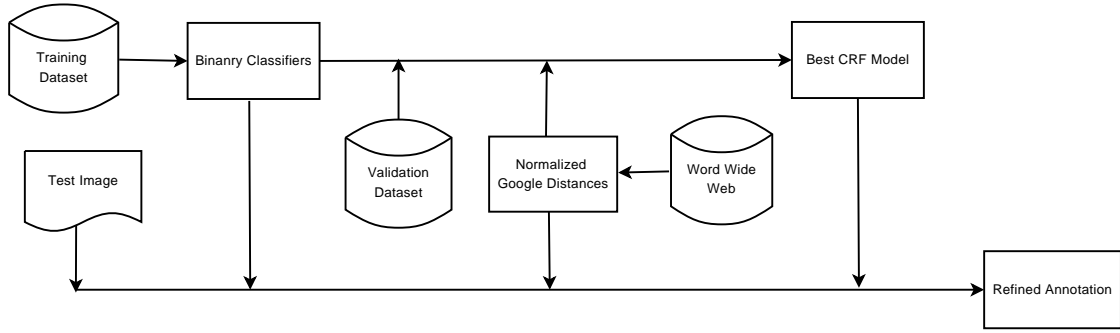 Training
Dataset
Binanry Classifiers
Best CRF Model
Test Image
Validation
Dataset
Normalized
Google Distances
Word Wide
Web
Refined Annotation